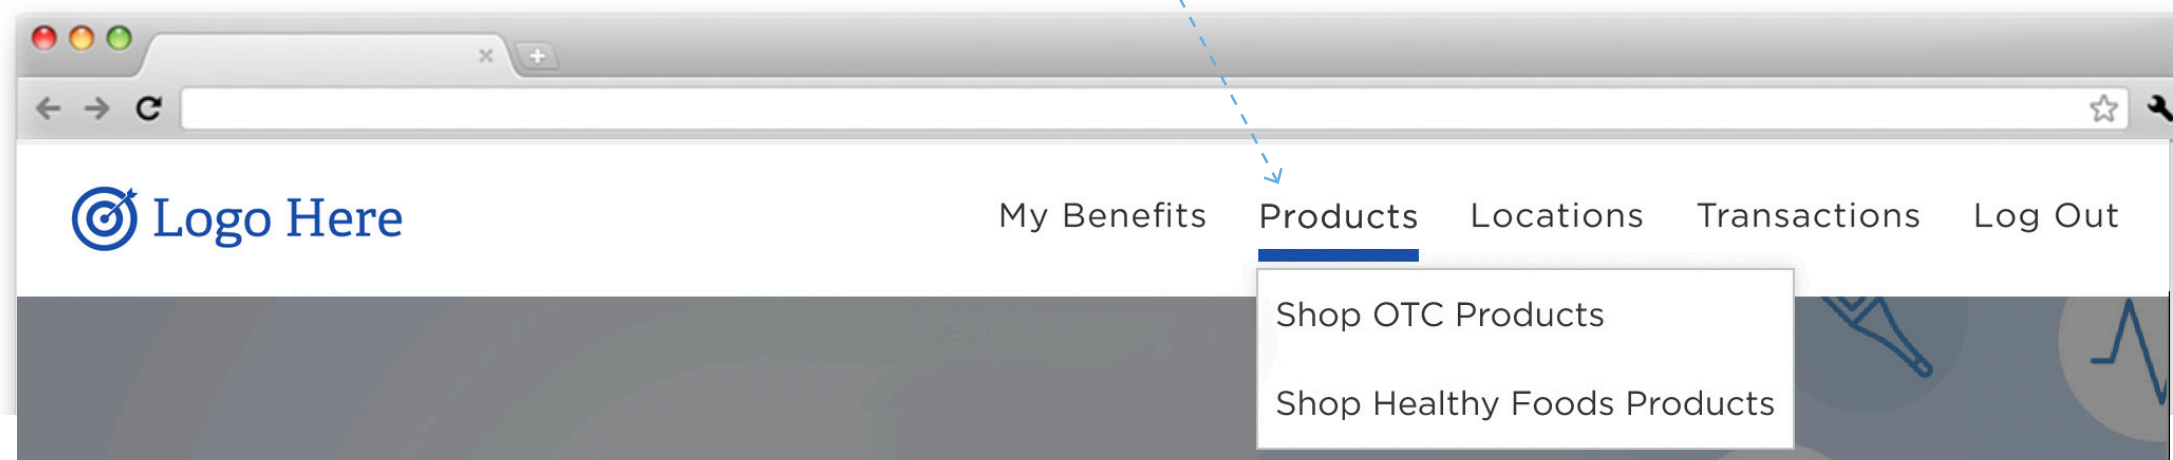 Logo Here
My Benefits Products Locations Transactions Log Out
Shop OTC Products
Shop Healthy Foods Products